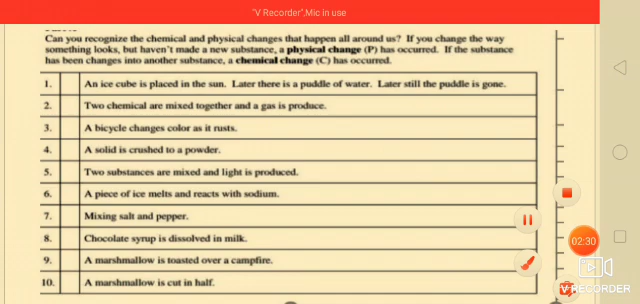 "V Recorder",Mic in use
Can you recognize the chemical and physical changes that happen all around us? If you change the way
something looks, but haven't made a new substance, a physical change (P) has occurred. If the substance
has been changes into another substance, a chemical change (C) has occurred.
1. An ice cube is placed in the sun. Later there is a puddle of water. Later still the puddle is gone.
2. Two chemical are mixed together and a gas is produce.
3. A bicycle changes color as it rusts.
4. A solid is crushed to a powder.
5. Two substances are mixed and light is produced.
6. A piece of ice melts and reacts with sodium.
7. Mixing salt and pepper.
8. Chocolate syrup is dissolved in milk.
9. A marshmallow is toasted over a campfire.
10. A marshmallow is cut in half.
02:30
V RECORDER